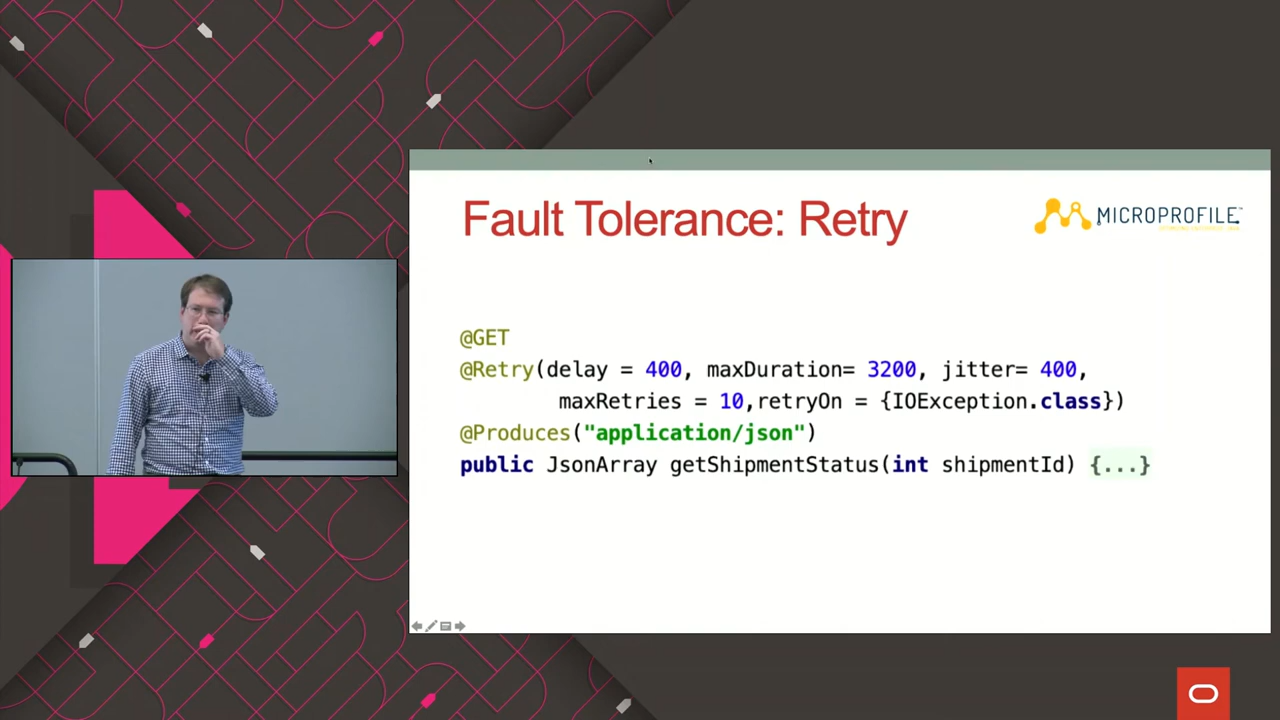 Fault Tolerance: Retry
MICROPROFILE™
@GET
@Retry(delay = 400, maxDuration= 3200, jitter= 400,
maxRetries = 10,retryOn = {IOException.class})
@Produces("application/json")
public JsonArray getShipmentStatus(int shipmentId) {...}